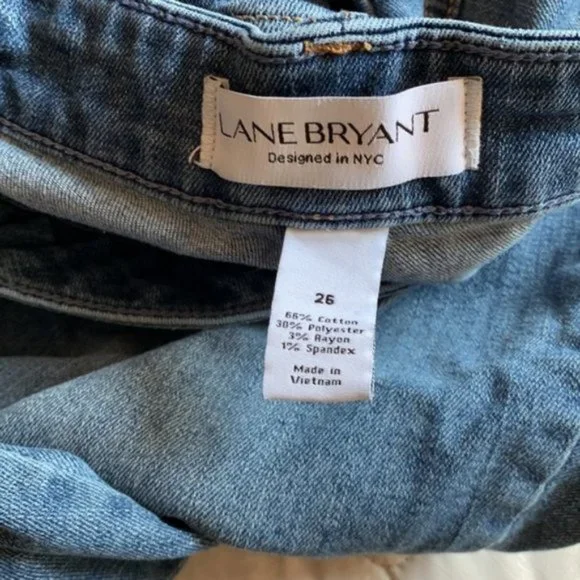 LANE BRYANT
Designed in NYC
26
66% Cotton
30% Polyester
3% Rayon
1% Spandex
Made in
Vietnam